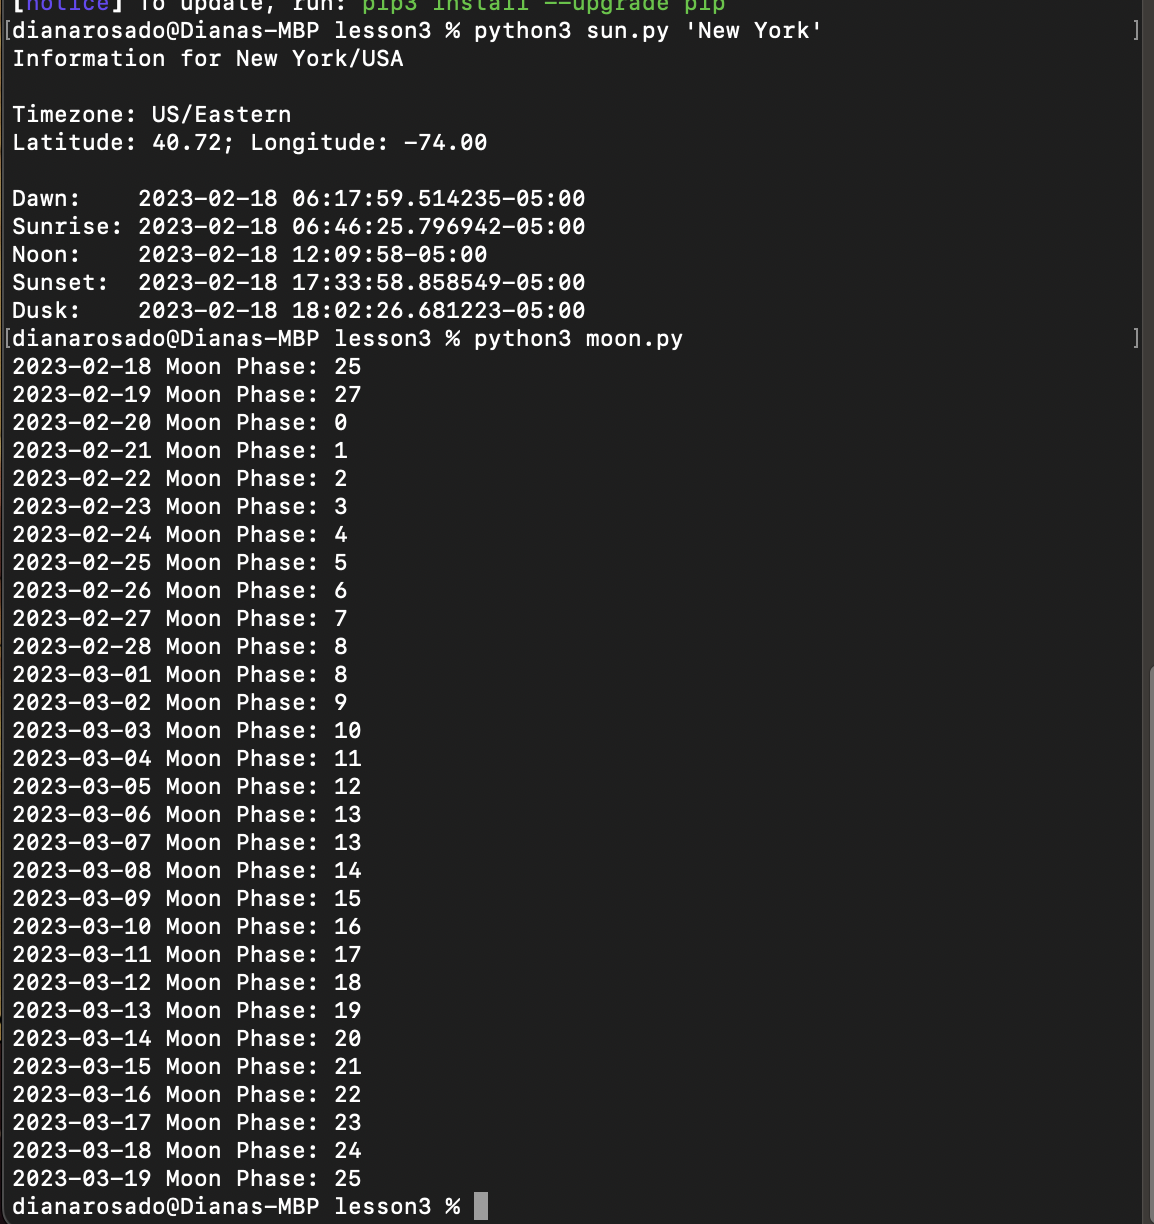 [notice] To update, run: pip3 install --upgrade pip
[dianarosado@Dianas-MBP lesson3 % python3 sun.py 'New York' ]
Information for New York/USA
Timezone: US/Eastern
Latitude: 40.72; Longitude: -74.00
Dawn:    2023-02-18 06:17:59.514235-05:00
Sunrise: 2023-02-18 06:46:25.796942-05:00
Noon:    2023-02-18 12:09:58-05:00
Sunset:  2023-02-18 17:33:58.858549-05:00
Dusk:    2023-02-18 18:02:26.681223-05:00
[dianarosado@Dianas-MBP lesson3 % python3 moon.py ]
2023-02-18 Moon Phase: 25
2023-02-19 Moon Phase: 27
2023-02-20 Moon Phase: 0
2023-02-21 Moon Phase: 1
2023-02-22 Moon Phase: 2
2023-02-23 Moon Phase: 3
2023-02-24 Moon Phase: 4
2023-02-25 Moon Phase: 5
2023-02-26 Moon Phase: 6
2023-02-27 Moon Phase: 7
2023-02-28 Moon Phase: 8
2023-03-01 Moon Phase: 8
2023-03-02 Moon Phase: 9
2023-03-03 Moon Phase: 10
2023-03-04 Moon Phase: 11
2023-03-05 Moon Phase: 12
2023-03-06 Moon Phase: 13
2023-03-07 Moon Phase: 13
2023-03-08 Moon Phase: 14
2023-03-09 Moon Phase: 15
2023-03-10 Moon Phase: 16
2023-03-11 Moon Phase: 17
2023-03-12 Moon Phase: 18
2023-03-13 Moon Phase: 19
2023-03-14 Moon Phase: 20
2023-03-15 Moon Phase: 21
2023-03-16 Moon Phase: 22
2023-03-17 Moon Phase: 23
2023-03-18 Moon Phase: 24
2023-03-19 Moon Phase: 25
dianarosado@Dianas-MBP lesson3 %